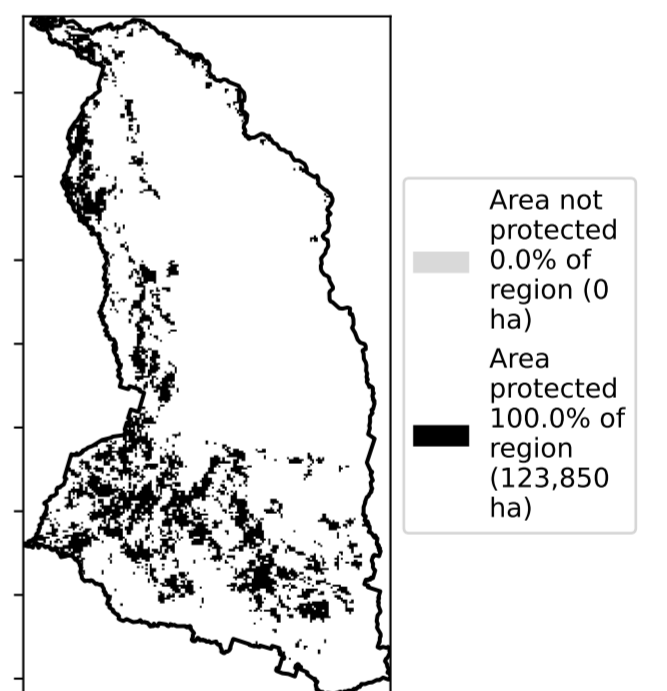 Area not
protected
0.0% of
region (0
ha)
Area
protected
100.0% of
region
(123,850
ha)